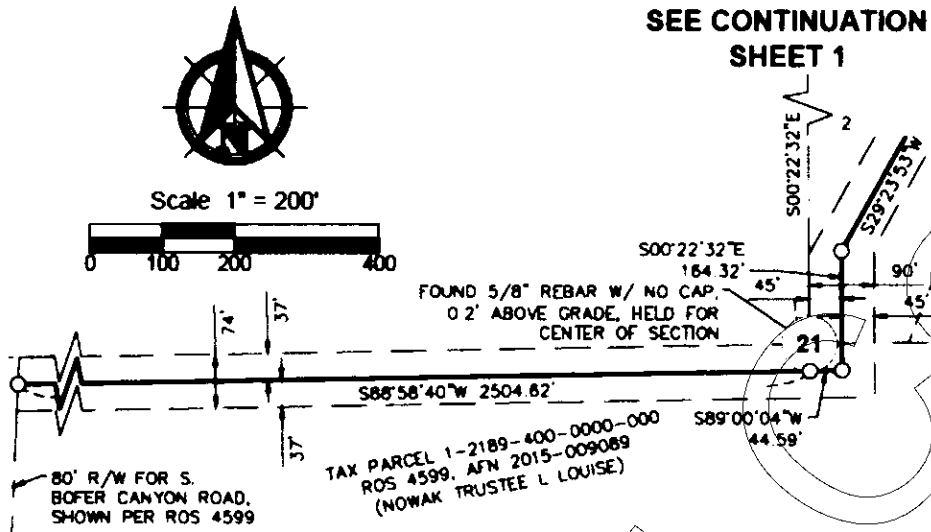 SEE CONTINUATION
SHEET 1
N
Scale 1" = 200'
0 100 200 400
S00°22'32"E
2
S29°23'53"W
S00°22'32"E
164.32'
90'
45'
45'
FOUND 5/8" REBAR W/ NO CAP,
0 2' ABOVE GRADE, HELD FOR
CENTER OF SECTION
74'
37'
21
S88°58'40"W 2504.62'
S89°00'04"W
44.59'
37'
TAX PARCEL 1-2189-400-0000-000
ROS 4599, AFN 2015-009089
(NOWAK TRUSTEE L LOUISE)
80' R/W FOR S.
BOFER CANYON ROAD,
SHOWN PER ROS 4599